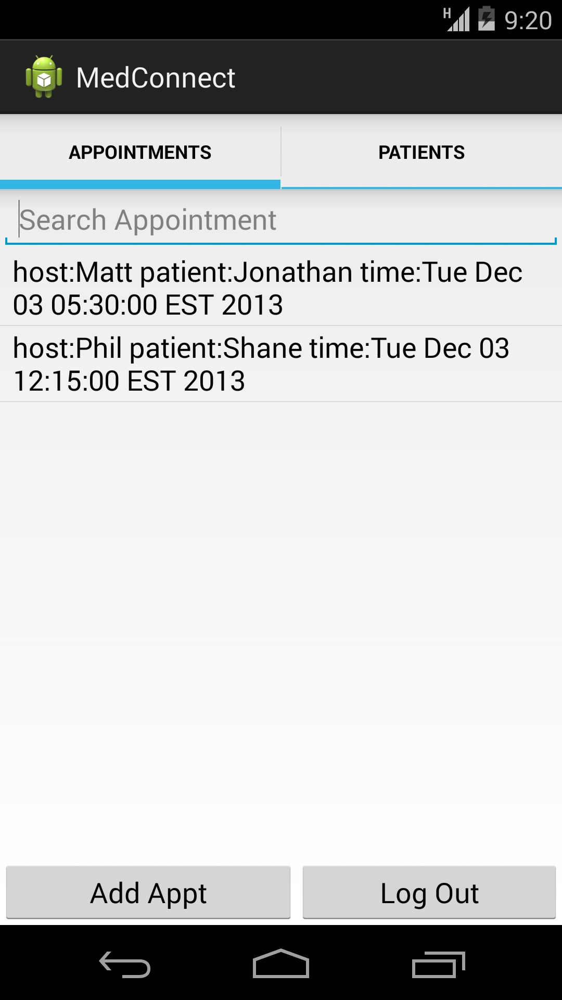 H 9:20
MedConnect
APPOINTMENTS PATIENTS
Search Appointment
host:Matt patient:Jonathan time:Tue Dec
03 05:30:00 EST 2013
host:Phil patient:Shane time:Tue Dec 03
12:15:00 EST 2013
Add Appt Log Out